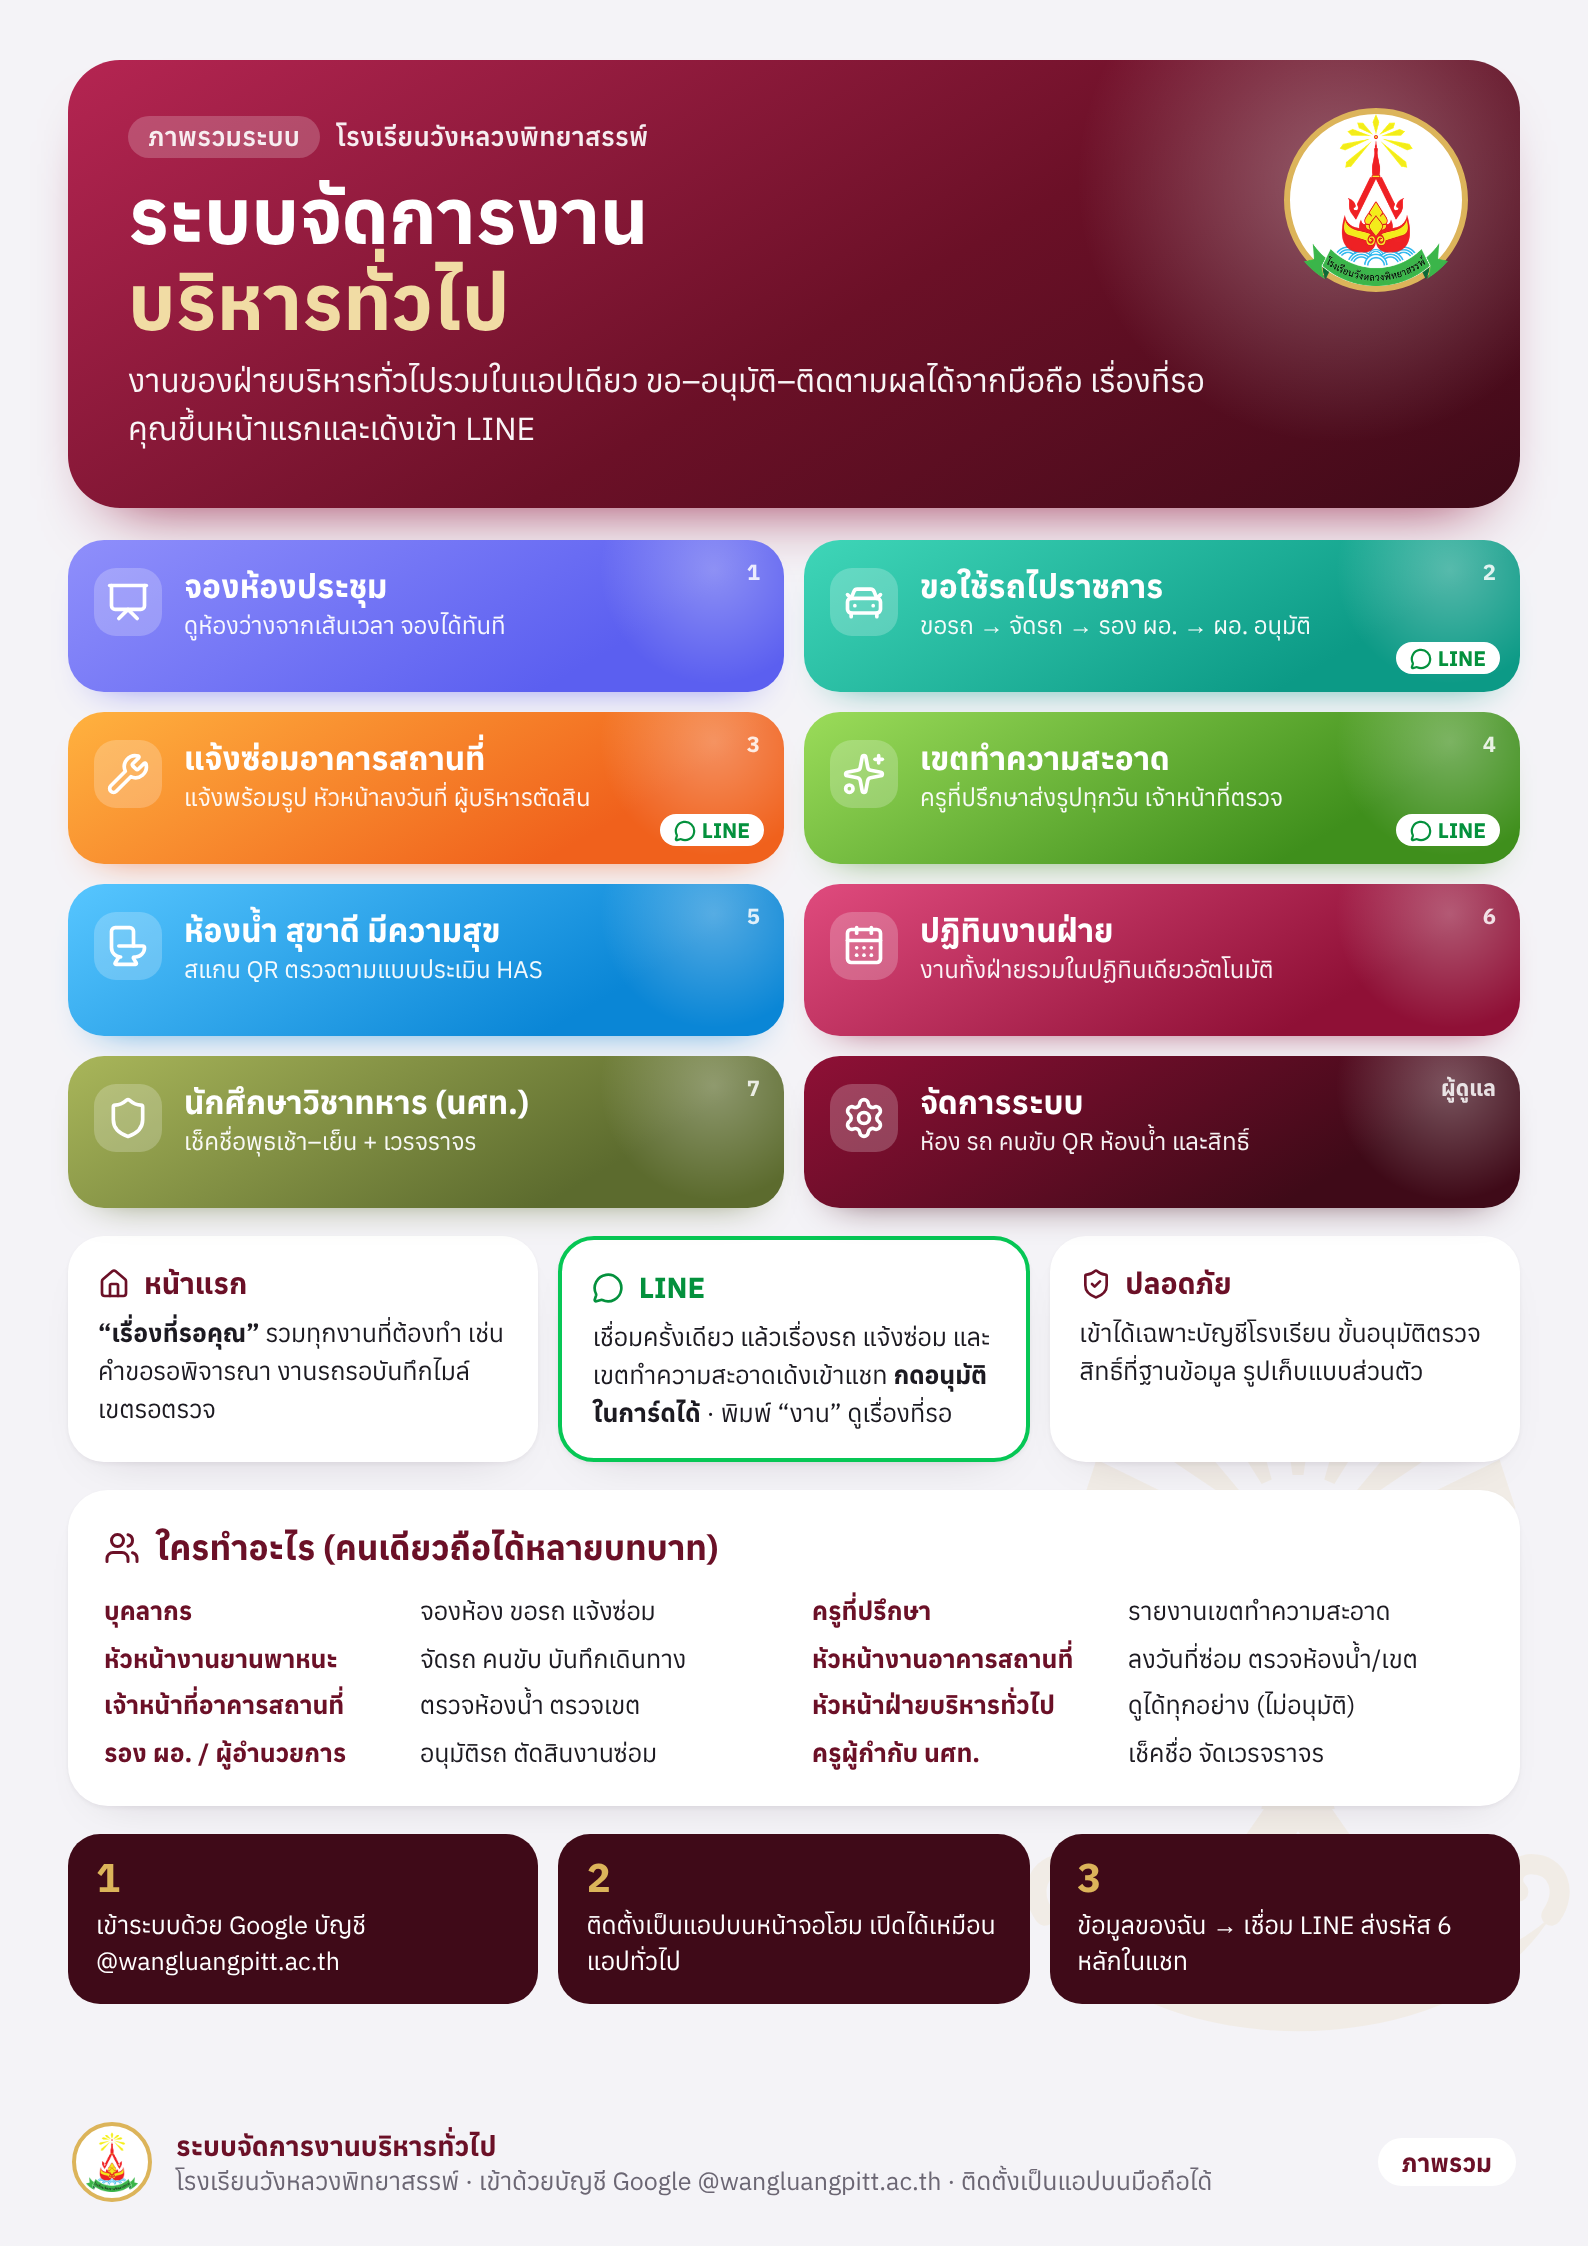 ภาพรวมระบบ โรงเรียนวังหลวงพิทยาสรรพ์
ระบบจัดการงาน
บริหารทั่วไป
งานของฝ่ายบริหารทั่วไปรวมในแอปเดียว ขอ–อนุมัติ–ติดตามผลได้จากมือถือ เรื่องที่รอ
คุณขึ้นหน้าแรกและเด้งเข้า LINE
โรงเรียนวังหลวงพิทยาสรรพ์
จองห้องประชุม 1
ดูห้องว่างจากเส้นเวลา จองได้ทันที
ขอใช้รถไปราชการ 2
ขอรถ → จัดรถ → รอง ผอ. → ผอ. อนุมัติ
LINE
แจ้งซ่อมอาคารสถานที่ 3
แจ้งพร้อมรูป หัวหน้าลงวันที่ ผู้บริหารตัดสิน
LINE
เขตทำความสะอาด 4
ครูที่ปรึกษาส่งรูปทุกวัน เจ้าหน้าที่ตรวจ
LINE
ห้องน้ำ สุขาดี มีความสุข 5
สแกน QR ตรวจตามแบบประเมิน HAS
ปฏิทินงานฝ่าย 6
งานทั้งฝ่ายรวมในปฏิทินเดียวอัตโนมัติ
นักศึกษาวิชาทหาร (นศท.) 7
เช็คชื่อพุธเช้า–เย็น + เวรจราจร
จัดการระบบ ผู้ดูแล
ห้อง รถ คนขับ QR ห้องน้ำ และสิทธิ์
หน้าแรก
“เรื่องที่รอคุณ” รวมทุกงานที่ต้องทำ เช่น
คำขอรอพิจารณา งานรถรอบันทึกไมล์
เขตรอตรวจ
LINE
เชื่อมครั้งเดียว แล้วเรื่องรถ แจ้งซ่อม และ
เขตทำความสะอาดเด้งเข้าแชท กดอนุมัติ
ในการ์ดได้ · พิมพ์ “งาน” ดูเรื่องที่รอ
ปลอดภัย
เข้าได้เฉพาะบัญชีโรงเรียน ขั้นอนุมัติตรวจ
สิทธิ์ที่ฐานข้อมูล รูปเก็บแบบส่วนตัว
ใครทำอะไร (คนเดียวถือได้หลายบทบาท)
บุคลากร จองห้อง ขอรถ แจ้งซ่อม ครูที่ปรึกษา รายงานเขตทำความสะอาด
หัวหน้างานยานพาหนะ จัดรถ คนขับ บันทึกเดินทาง หัวหน้างานอาคารสถานที่ ลงวันที่ซ่อม ตรวจห้องน้ำ/เขต
เจ้าหน้าที่อาคารสถานที่ ตรวจห้องน้ำ ตรวจเขต หัวหน้าฝ่ายบริหารทั่วไป ดูได้ทุกอย่าง (ไม่อนุมัติ)
รอง ผอ. / ผู้อำนวยการ อนุมัติรถ ตัดสินงานซ่อม ครูผู้กำกับ นศท. เช็คชื่อ จัดเวรจราจร
1
เข้าระบบด้วย Google บัญชี
@wangluangpitt.ac.th
2
ติดตั้งเป็นแอปบนหน้าจอโฮม เปิดได้เหมือน
แอปทั่วไป
3
ข้อมูลของฉัน → เชื่อม LINE ส่งรหัส 6
หลักในแชท
ระบบจัดการงานบริหารทั่วไป
โรงเรียนวังหลวงพิทยาสรรพ์ · เข้าด้วยบัญชี Google @wangluangpitt.ac.th · ติดตั้งเป็นแอปบนมือถือได้
ภาพรวม